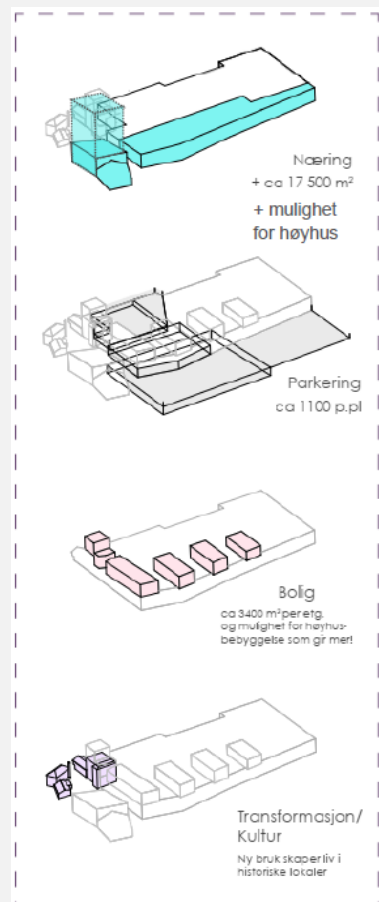 Næring
+ ca 17 500 m²
+ mulighet
for høyhus
Parkering
ca 1100 p.pl
Bolig
ca 3400 m² per etg.
og mulighet for høyhus-
bebyggelse som gir mer!
Transformasjon/
Kultur
Ny bruk skaper liv i
historiske lokaler